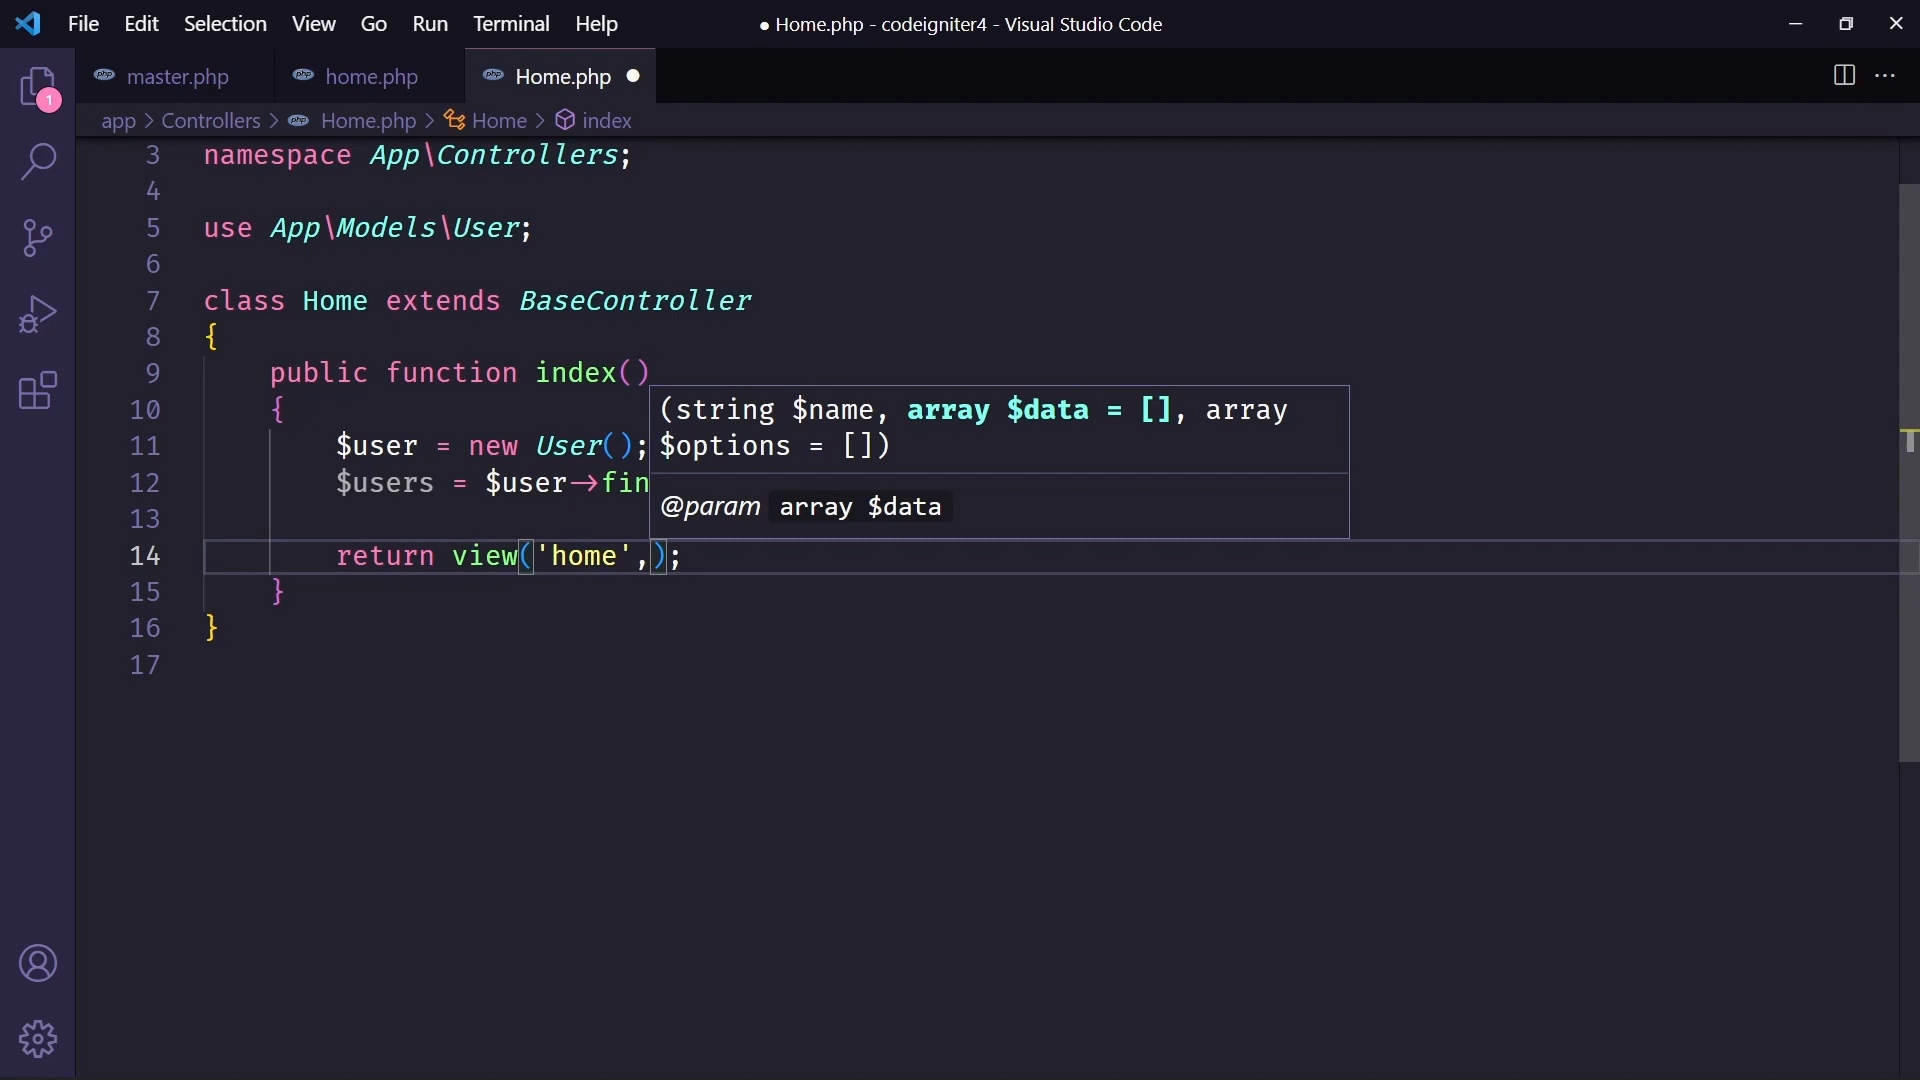 File Edit Selection View Go Run Terminal Help
● Home.php - codeigniter4 - Visual Studio Code
master.php
home.php
Home.php ●
1
app > Controllers > Home.php > Home > index
3 namespace App\Controllers;
4
5 use App\Models\User;
6
7 class Home extends BaseController
8 {
9 public function index()
10 {
11 $user = new User();
12 $users = $user->fin
13
14 return view('home',);
15 }
16 }
17
(string $name, array $data = [], array
$options = [])
@param array $data